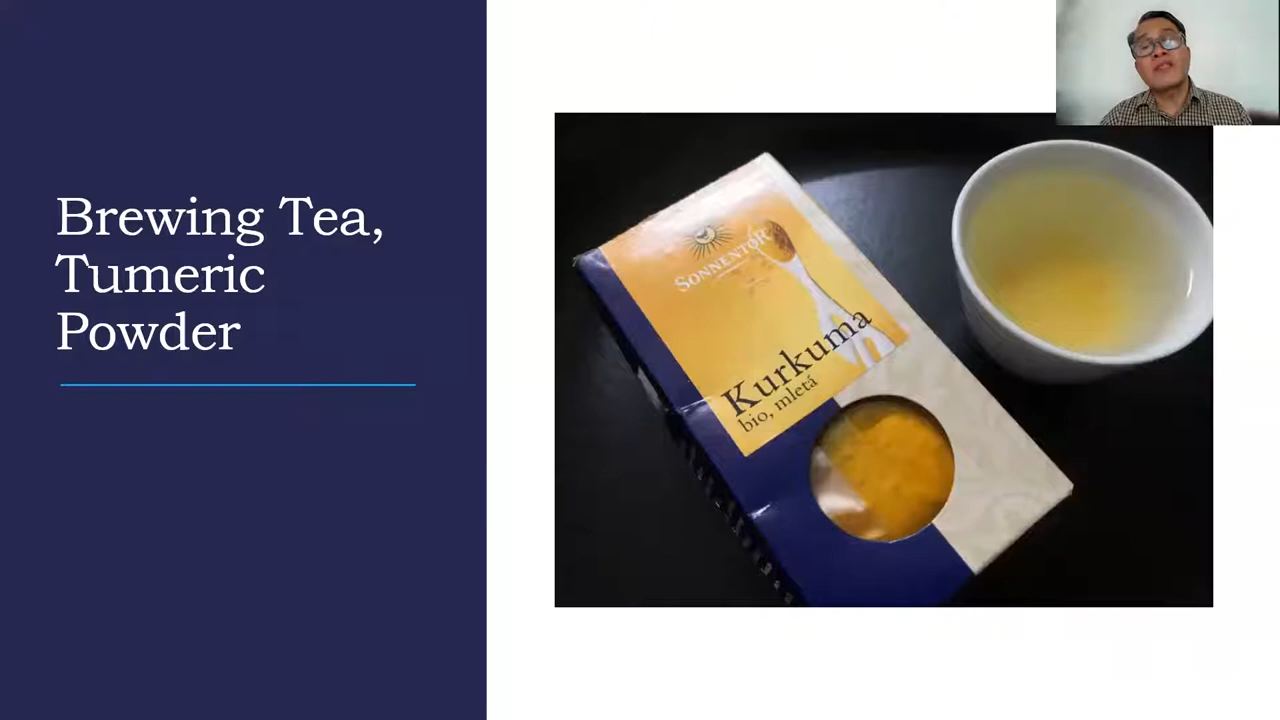 Brewing Tea,
Tumeric
Powder
SONNENTOR
Kurkuma
bio, mletá